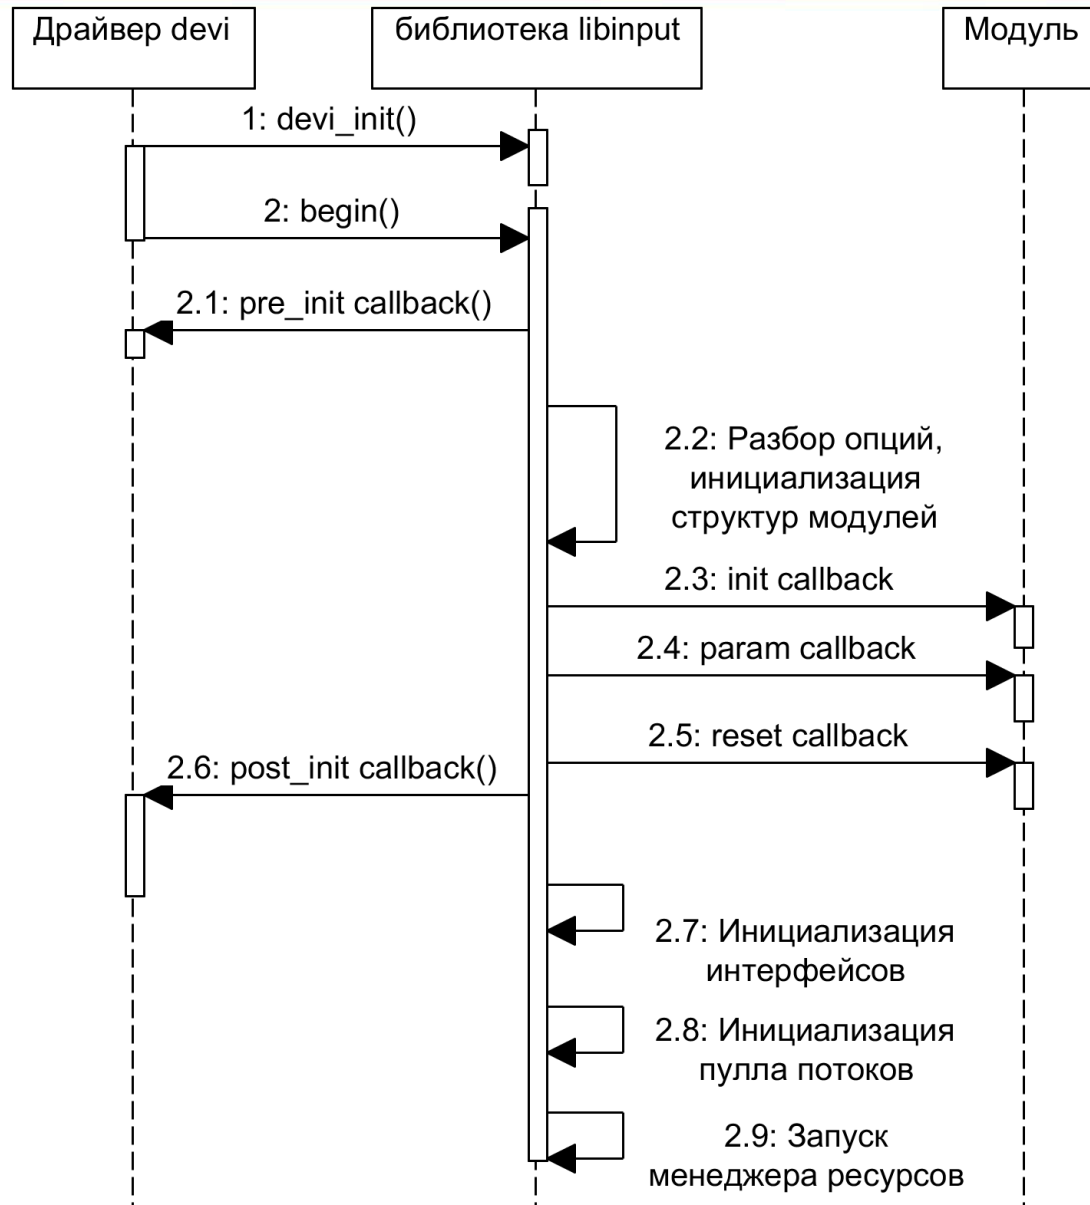 Драйвер devi
библиотека libinput
Модуль
1: devi_init()
2: begin()
2.1: pre_init callback()
2.2: Разбор опций,
инициализация
структур модулей
2.3: init callback
2.4: param callback
2.5: reset callback
2.6: post_init callback()
2.7: Инициализация
интерфейсов
2.8: Инициализация
пулла потоков
2.9: Запуск
менеджера ресурсов